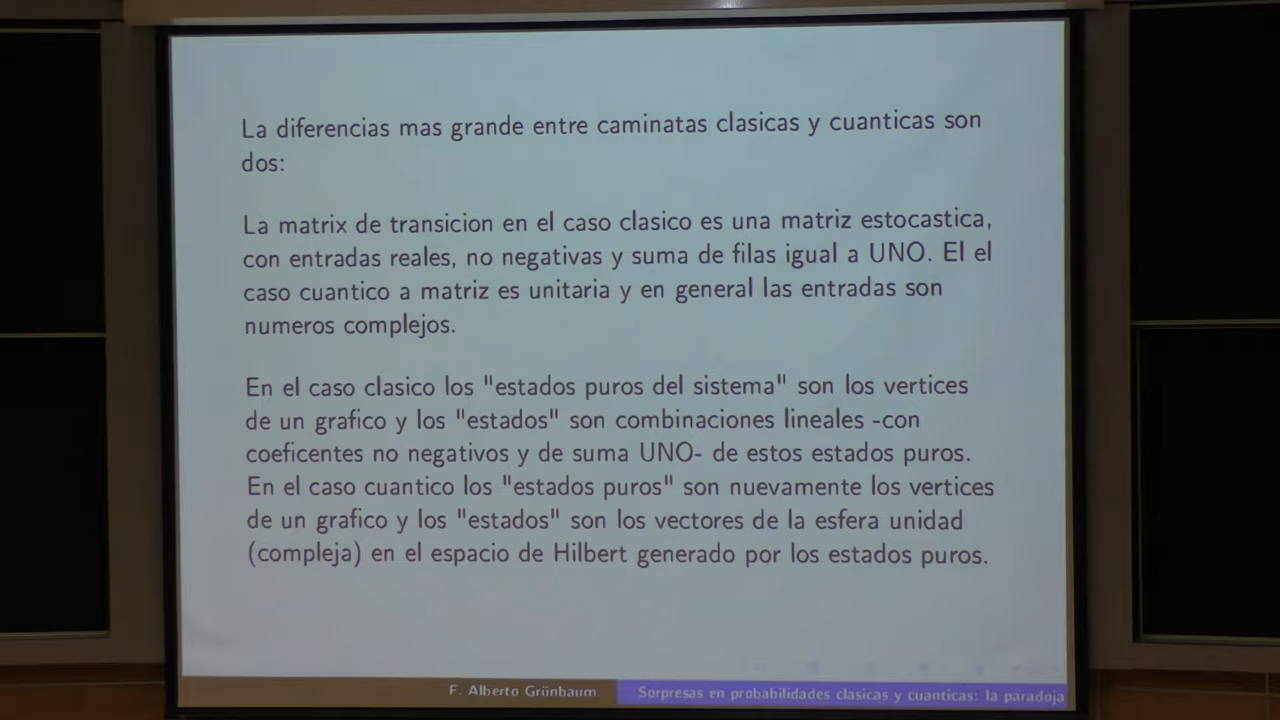 La diferencias mas grande entre caminatas clasicas y cuanticas son
dos:
La matrix de transicion en el caso clasico es una matriz estocastica,
con entradas reales, no negativas y suma de filas igual a UNO. El el
caso cuantico a matriz es unitaria y en general las entradas son
numeros complejos.
En el caso clasico los "estados puros del sistema" son los vertices
de un grafico y los "estados" son combinaciones lineales -con
coeficentes no negativos y de suma UNO- de estos estados puros.
En el caso cuantico los "estados puros" son nuevamente los vertices
de un grafico y los "estados" son los vectores de la esfera unidad
(compleja) en el espacio de Hilbert generado por los estados puros.
F. Alberto Grünbaum
Sorpresas en probabilidades clasicas y cuanticas: la paradoja